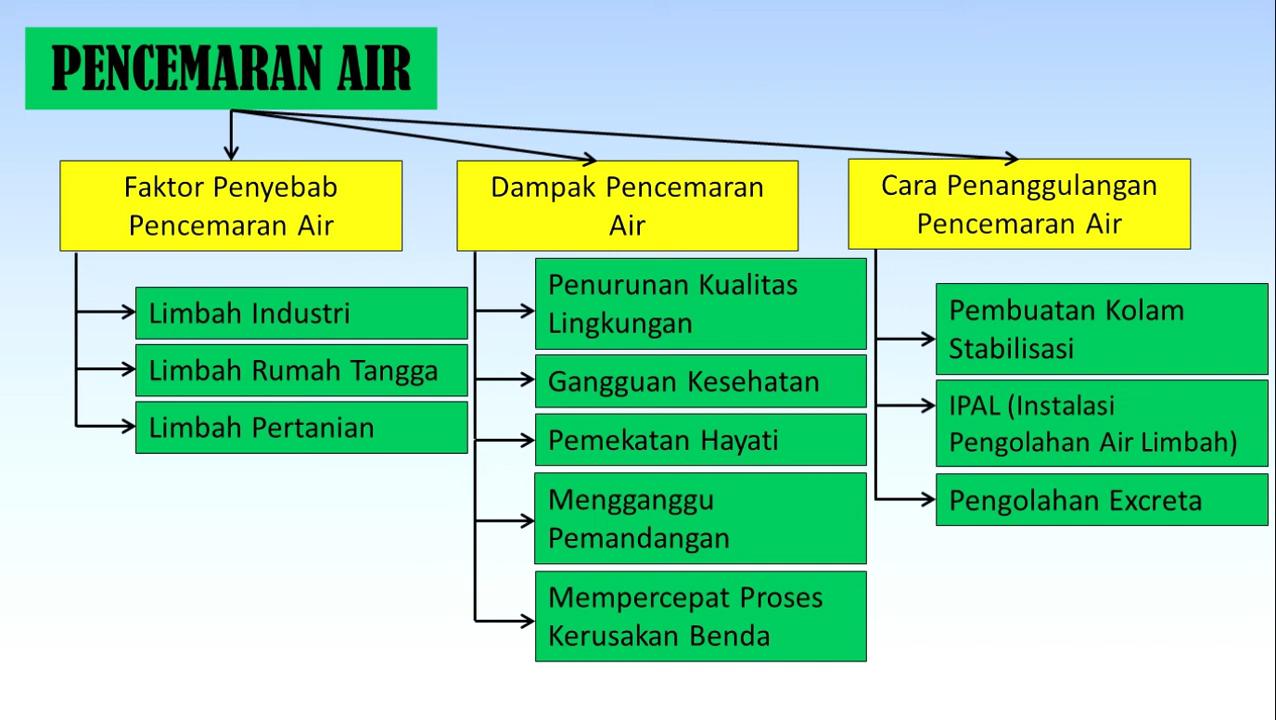 PENCEMARAN AIR
Faktor Penyebab
Pencemaran Air
Limbah Industri
Limbah Rumah Tangga
Limbah Pertanian
Dampak Pencemaran
Air
Penurunan Kualitas
Lingkungan
Gangguan Kesehatan
Pemekatan Hayati
Mengganggu
Pemandangan
Mempercepat Proses
Kerusakan Benda
Cara Penanggulangan
Pencemaran Air
Pembuatan Kolam
Stabilisasi
IPAL (Instalasi
Pengolahan Air Limbah)
Pengolahan Excreta